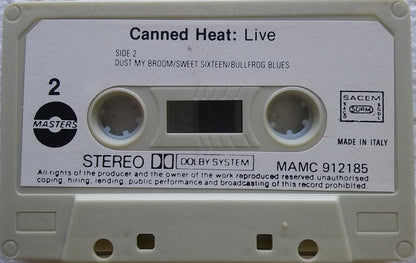 Canned Heat: Live
SIDE 2
DUST MY BROOM/SWEET SIXTEEN/BULLFROG BLUES
2
MASTERS
SACEM
SDRM
MADE IN ITALY
STEREO DOLBY SYSTEM
MAMC 912185
All rights of the producer and the owner of the work reproduced reserved unauthorised
coping, hiring, lending, public performance and broadcasting of this record prohibited.